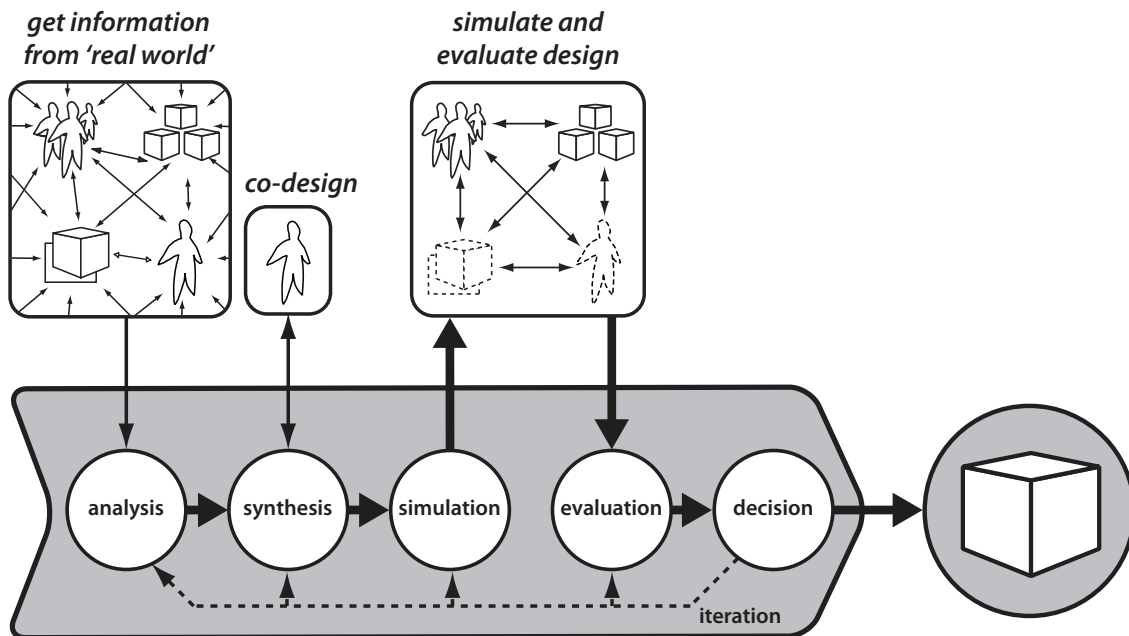 get information
from ‘real world’
simulate and
evaluate design
co-design
analysis
synthesis
simulation
evaluation
decision
iteration